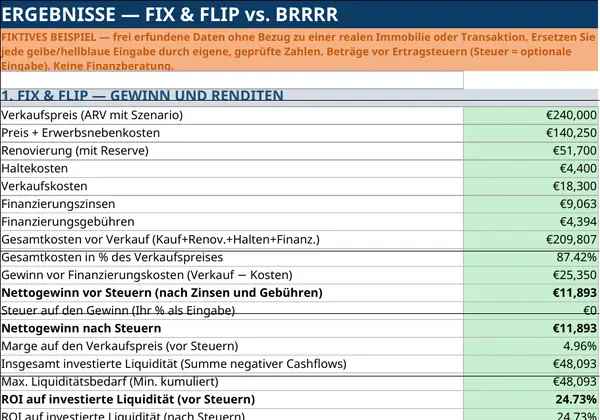 ERGEBNISSE — FIX & FLIP vs. BRRRR
FIKTIVES BEISPIEL — frei erfundene Daten ohne Bezug zu einer realen Immobilie oder Transaktion. Ersetzen Sie
jede gelbe/hellblaue Eingabe durch eigene, geprüfte Zahlen. Beträge vor Ertragsteuern (Steuer = optionale
Eingabe). Keine Finanzberatung.
1. FIX & FLIP — GEWINN UND RENDITEN
Verkaufspreis (ARV mit Szenario) €240,000
Preis + Erwerbsnebenkosten €140,250
Renovierung (mit Reserve) €51,700
Haltekosten €4,400
Verkaufskosten €18,300
Finanzierungszinsen €9,063
Finanzierungsgebühren €4,394
Gesamtkosten vor Verkauf (Kauf+Renov.+Halten+Finanz.) €209,807
Gesamtkosten in % des Verkaufspreises 87.42%
Gewinn vor Finanzierungskosten (Verkauf − Kosten) €25,350
Nettogewinn vor Steuern (nach Zinsen und Gebühren) €11,893
Steuer auf den Gewinn (Ihr % als Eingabe) €0
Nettogewinn nach Steuern €11,893
Marge auf den Verkaufspreis (vor Steuern) 4.96%
Insgesamt investierte Liquidität (Summe negativer Cashflows) €48,093
Max. Liquiditätsbedarf (Min. kumuliert) €48,093
ROI auf investierte Liquidität (vor Steuern) 24.73%
ROI auf investierte Liquidität (nach Steuern) 24.73%